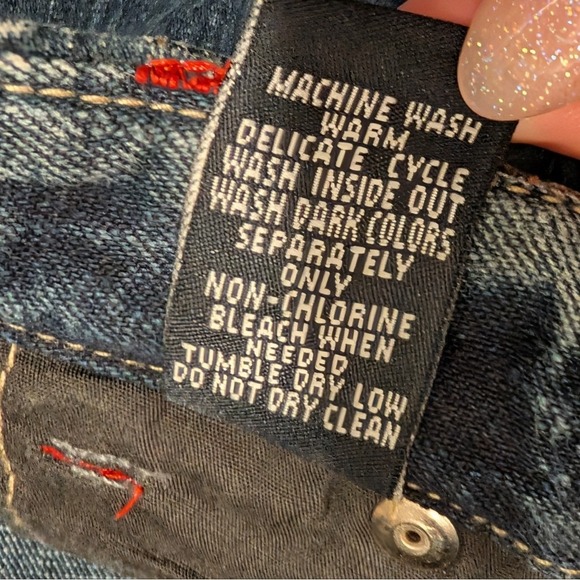 MACHINE WASH
WARM
DELICATE CYCLE
WASH INSIDE OUT
WASH DARK COLORS
SEPARATELY
ONLY
NON-CHLORINE
BLEACH WHEN
NEEDED
TUMBLE DRY LOW
DO NOT DRY CLEAN